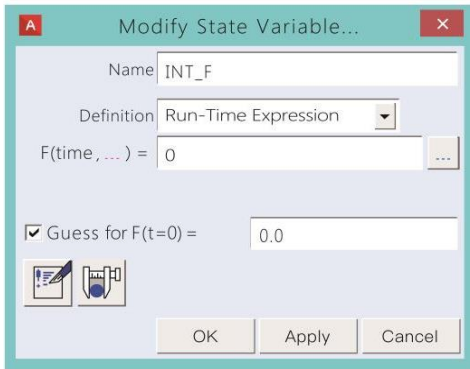 A Modify State Variable... ×
Name INT_F
Definition Run-Time Expression
F(time, ... ) = 0 ...
Guess for F(t=0) = 0.0
OK Apply Cancel